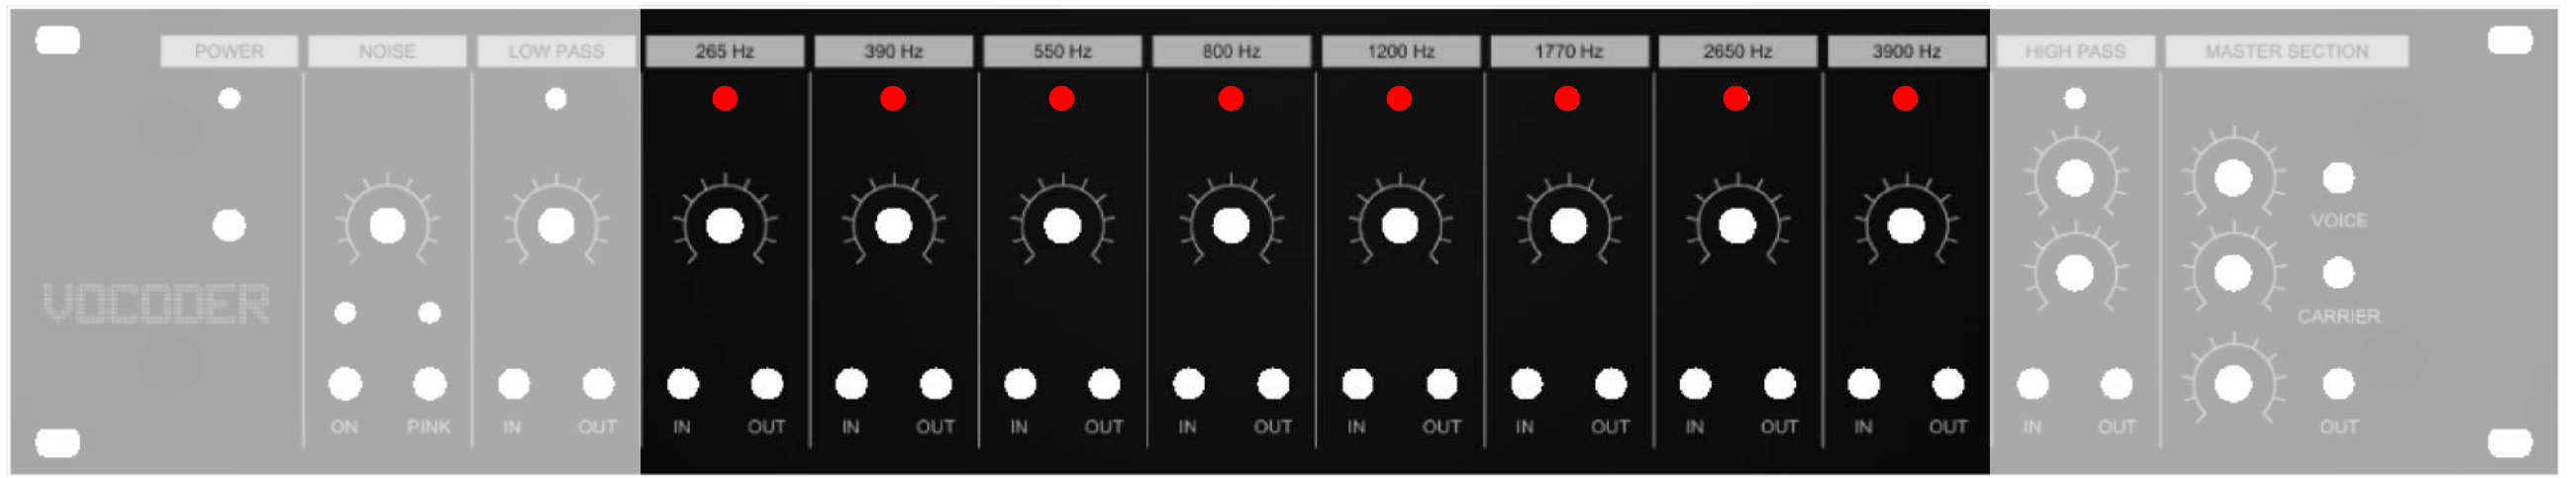 POWER
NOISE
LOW PASS
265 Hz
390 Hz
550 Hz
800 Hz
1200 Hz
1770 Hz
2650 Hz
3900 Hz
HIGH PASS
MASTER SECTION
VOICE
VOCODER
CARRIER
ON PINK
IN OUT
IN OUT
IN OUT
IN OUT
IN OUT
IN OUT
IN OUT
IN OUT
IN OUT
IN OUT
OUT